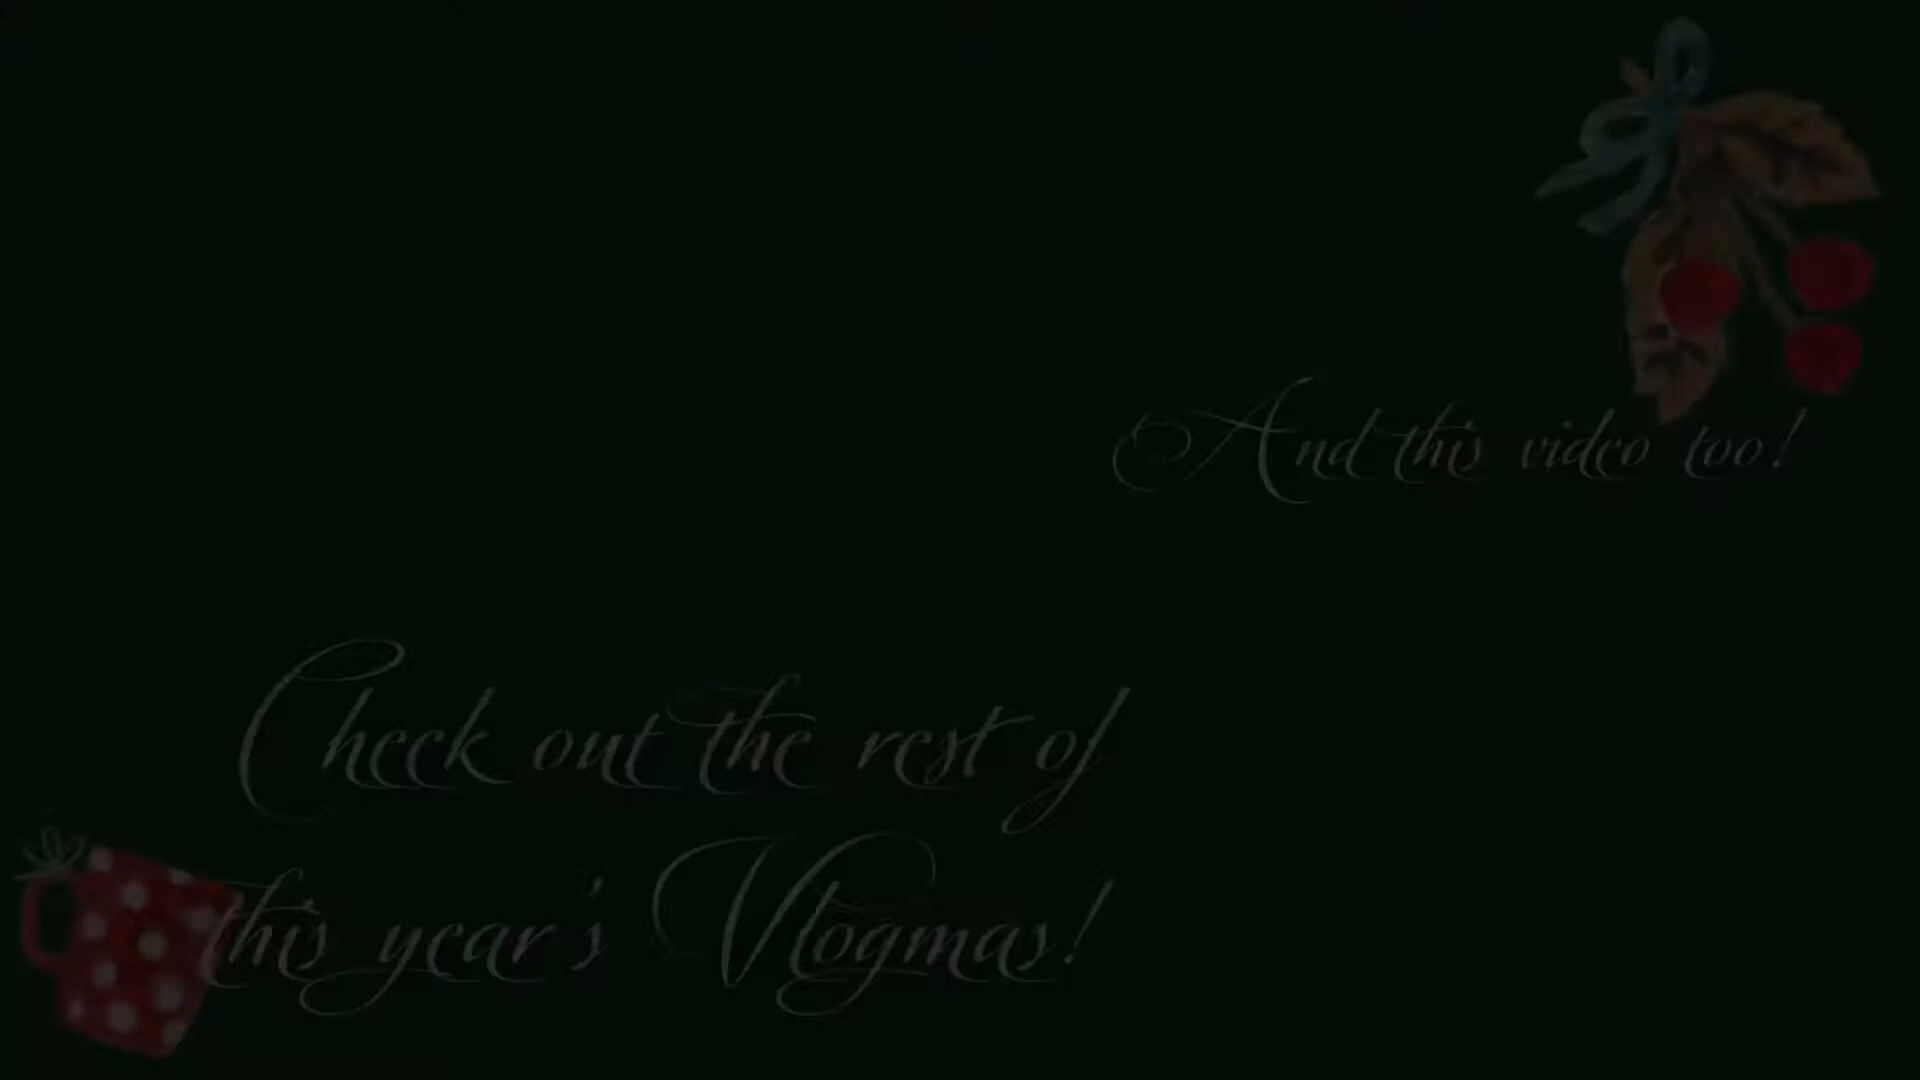 And this video too!
Check out the rest of
this year's Vlogmas!